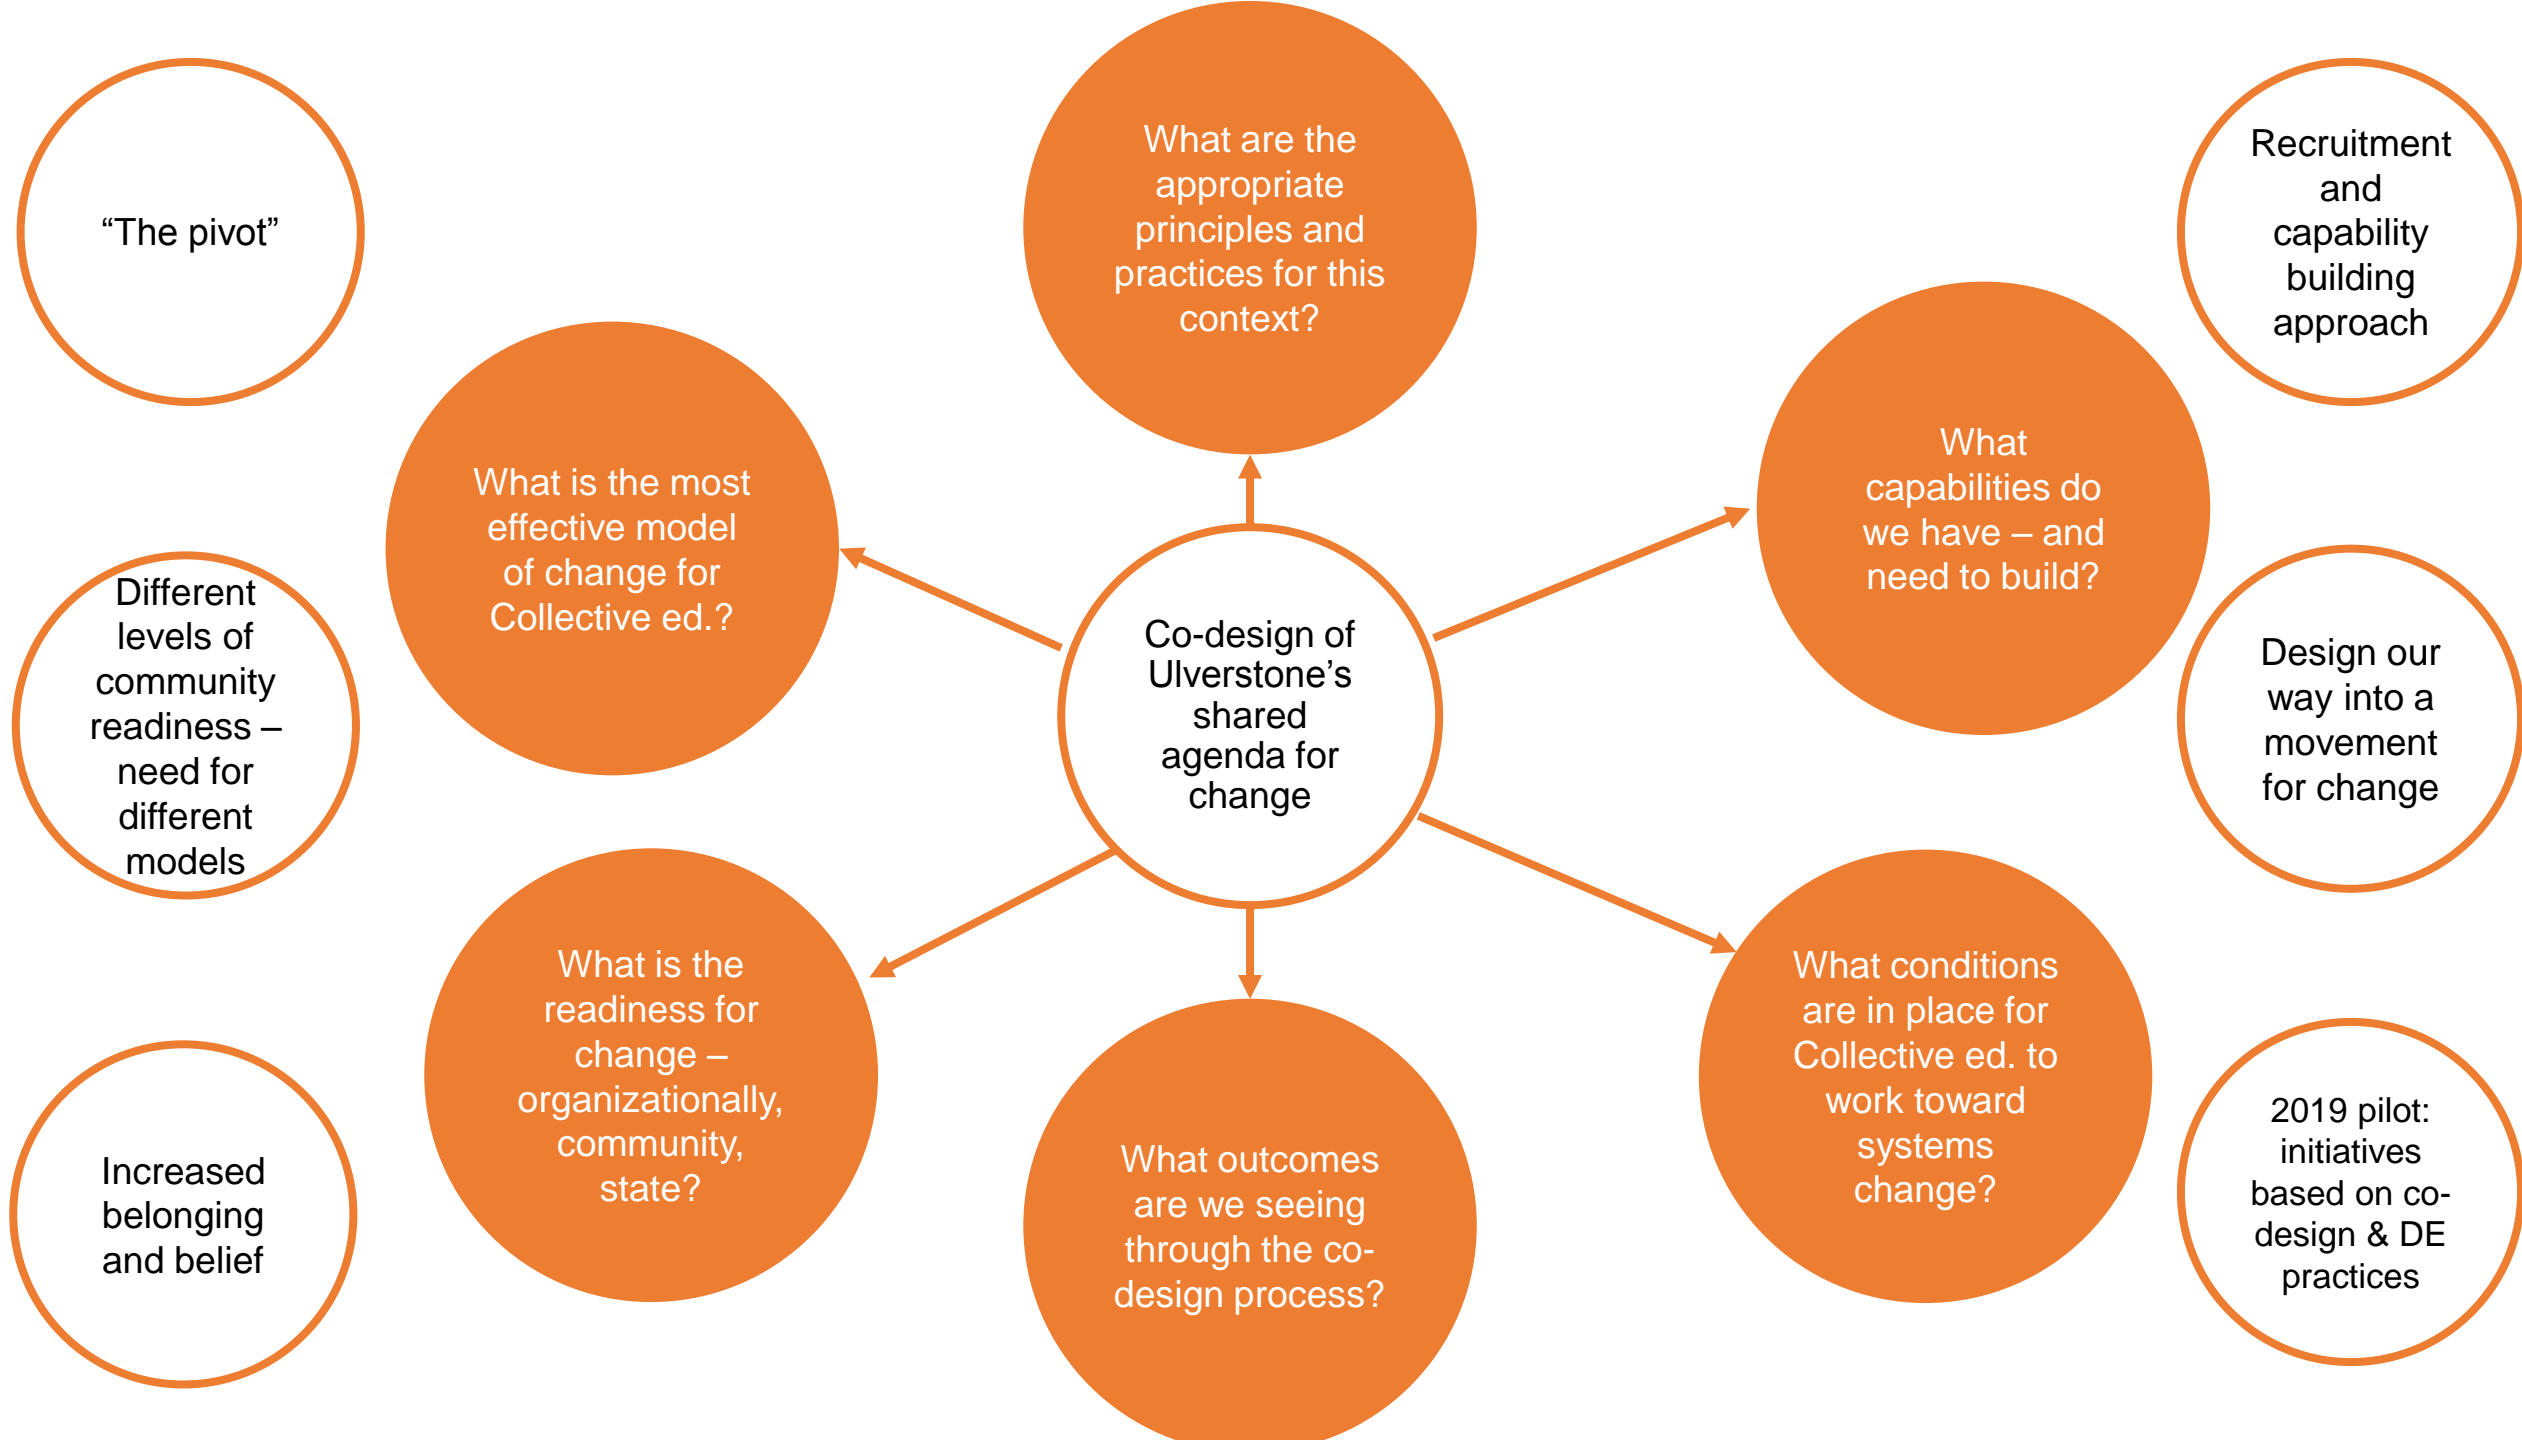 “The pivot”
Different
levels of
community
readiness –
need for
different
models
Increased
belonging
and belief
What is the most
effective model
of change for
Collective ed.?
What is the
readiness for
change –
organizationally,
community,
state?
What are the
appropriate
principles and
practices for this
context?
Co-design of
Ulverstone’s
shared
agenda for
change
What outcomes
are we seeing
through the co-
design process?
What
capabilities do
we have – and
need to build?
What conditions
are in place for
Collective ed. to
work toward
systems
change?
Recruitment
and
capability
building
approach
Design our
way into a
movement
for change
2019 pilot:
initiatives
based on co-
design & DE
practices